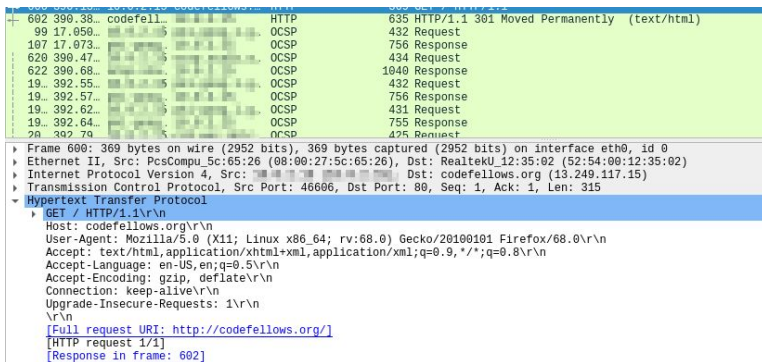 602 390.38… codefell… HTTP 635 HTTP/1.1 301 Moved Permanently (text/html)
99 17.050… OCSP 432 Request
107 17.073… OCSP 756 Response
620 390.47… OCSP 434 Request
622 390.68… OCSP 1040 Response
19… 392.55… OCSP 432 Request
19… 392.57… OCSP 756 Response
19… 392.62… OCSP 431 Request
19… 392.64… OCSP 755 Response
20… 392.79… OCSP 425 Request
Frame 600: 369 bytes on wire (2952 bits), 369 bytes captured (2952 bits) on interface eth0, id 0
Ethernet II, Src: PcsCompu_5c:65:26 (08:00:27:5c:65:26), Dst: RealtekU_12:35:02 (52:54:00:12:35:02)
Internet Protocol Version 4, Src: Dst: codefellows.org (13.249.117.15)
Transmission Control Protocol, Src Port: 46606, Dst Port: 80, Seq: 1, Ack: 1, Len: 315
Hypertext Transfer Protocol
GET / HTTP/1.1\r\n
Host: codefellows.org\r\n
User-Agent: Mozilla/5.0 (X11; Linux x86_64; rv:68.0) Gecko/20100101 Firefox/68.0\r\n
Accept: text/html,application/xhtml+xml,application/xml;q=0.9,*/*;q=0.8\r\n
Accept-Language: en-US,en;q=0.5\r\n
Accept-Encoding: gzip, deflate\r\n
Connection: keep-alive\r\n
Upgrade-Insecure-Requests: 1\r\n
\r\n
[Full request URI: http://codefellows.org/]
[HTTP request 1/1]
[Response in frame: 602]